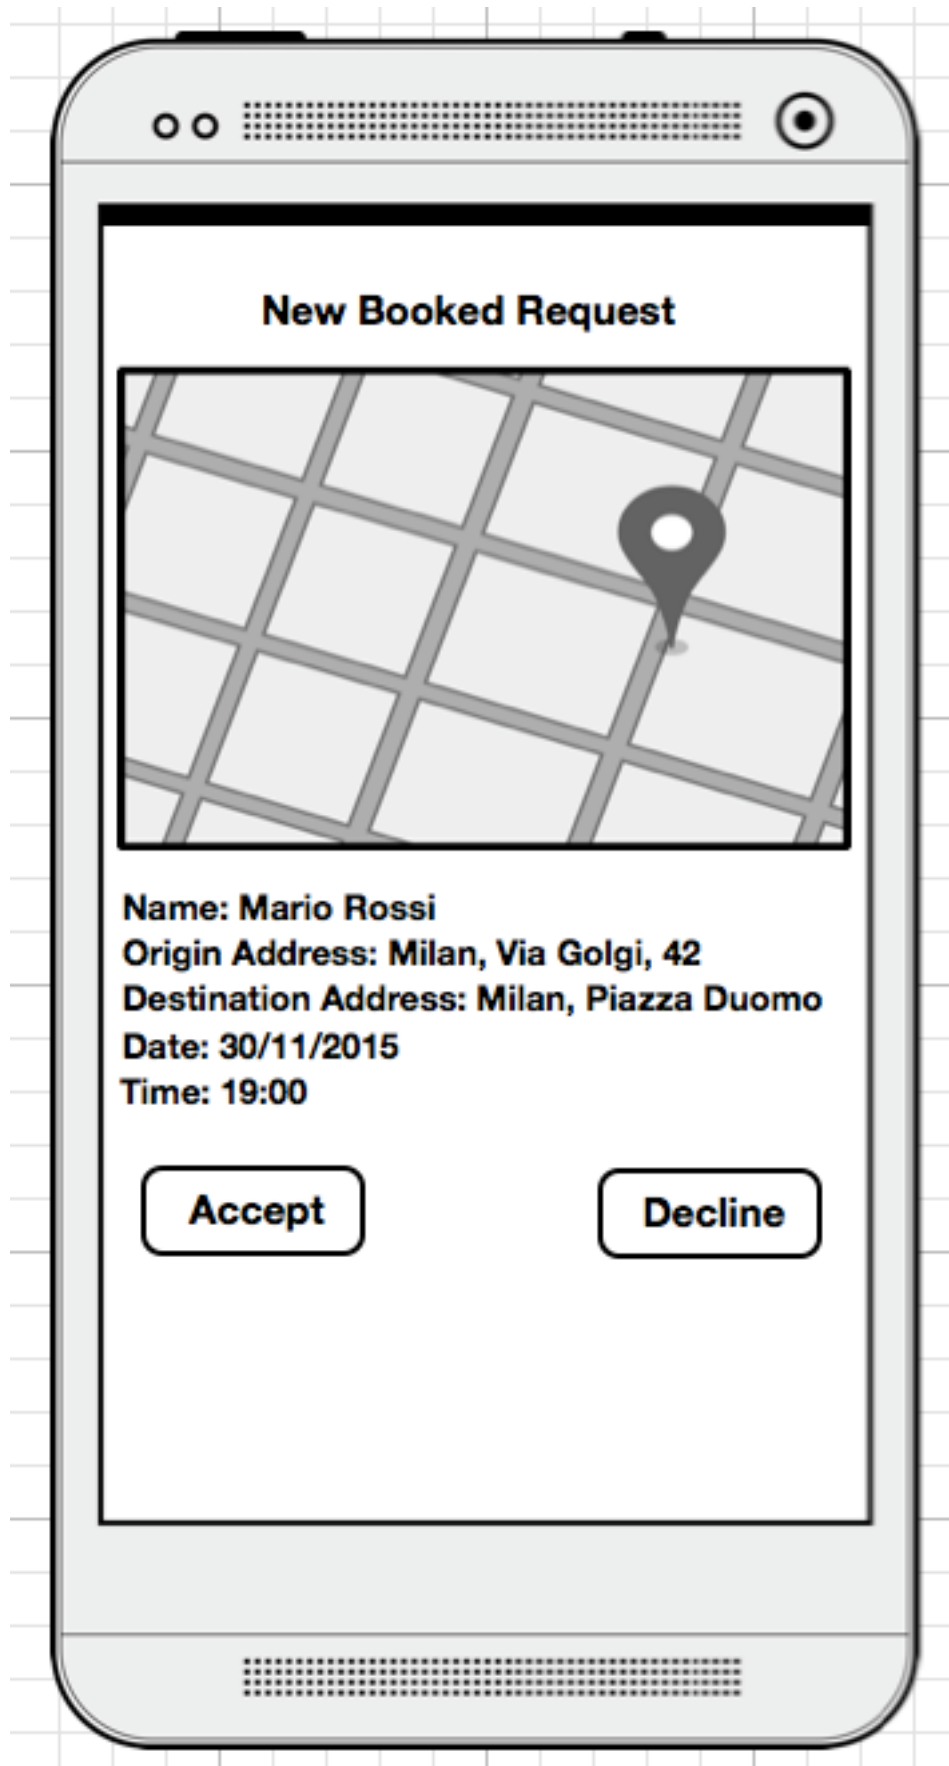 New Booked Request
Name: Mario Rossi
Origin Address: Milan, Via Golgi, 42
Destination Address: Milan, Piazza Duomo
Date: 30/11/2015
Time: 19:00
Accept
Decline